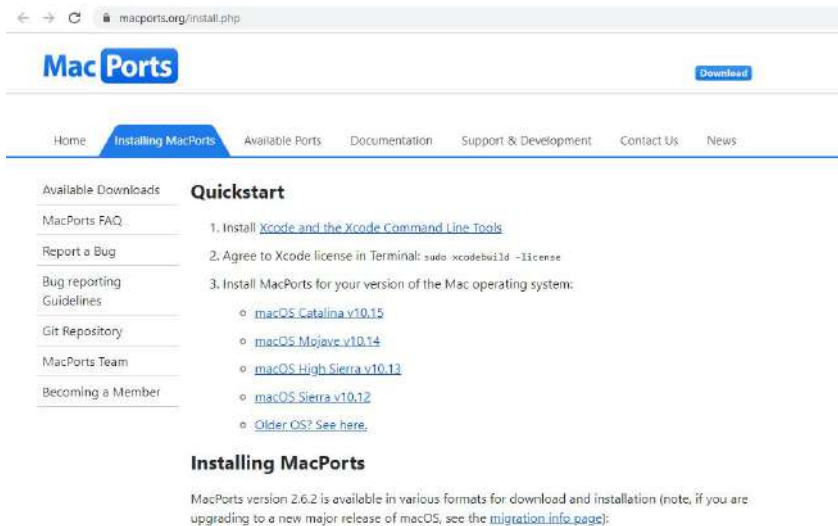 macports.org/install.php
MacPorts
Download
Home
Installing MacPorts
Available Ports
Documentation
Support & Development
Contact Us
News
Available Downloads
MacPorts FAQ
Report a Bug
Bug reporting
Guidelines
Git Repository
MacPorts Team
Becoming a Member
Quickstart
1. Install Xcode and the Xcode Command Line Tools
2. Agree to Xcode license in Terminal: sudo xcodebuild -license
3. Install MacPorts for your version of the Mac operating system:
macOS Catalina v10.15
macOS Mojave v10.14
macOS High Sierra v10.13
macOS Sierra v10.12
Older OS? See here.
Installing MacPorts
MacPorts version 2.6.2 is available in various formats for download and installation (note, if you are
upgrading to a new major release of macOS, see the migration info page):